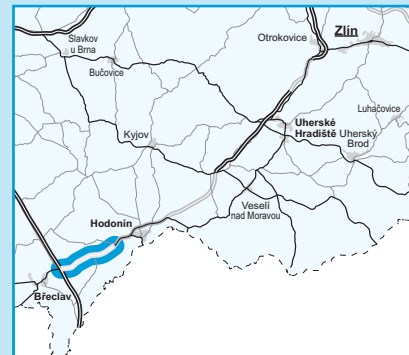 Zlín
Otrokovice
Slavkov
u Brna
Bučovice
Luhačovice
Uherské
Hradiště
Uherský
Brod
Kyjov
Veselí
nad Moravou
Hodonín
Břeclav